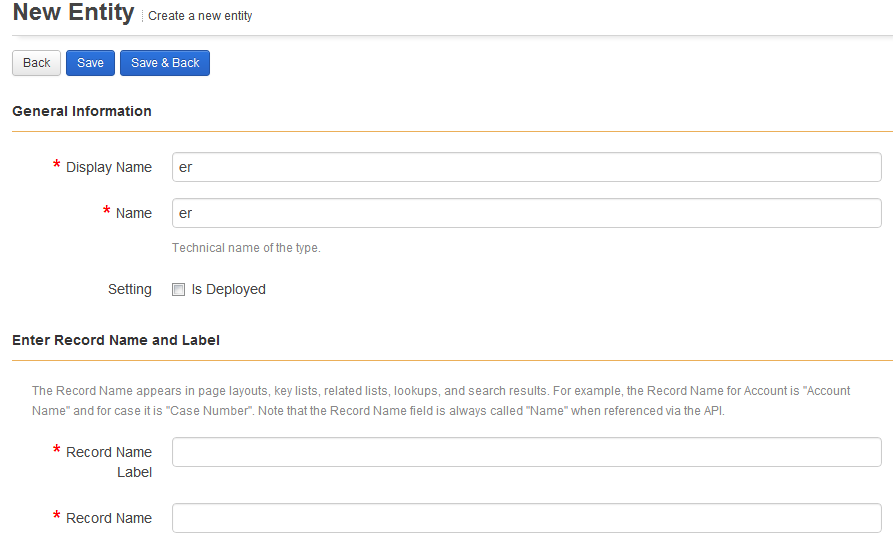 New Entity Create a new entity
Back Save Save & Back
General Information
* Display Name er
* Name er
Technical name of the type.
Setting Is Deployed
Enter Record Name and Label
The Record Name appears in page layouts, key lists, related lists, lookups, and search results. For example, the Record Name for Account is "Account
Name" and for case it is "Case Number". Note that the Record Name field is always called "Name" when referenced via the API.
* Record Name
Label
* Record Name